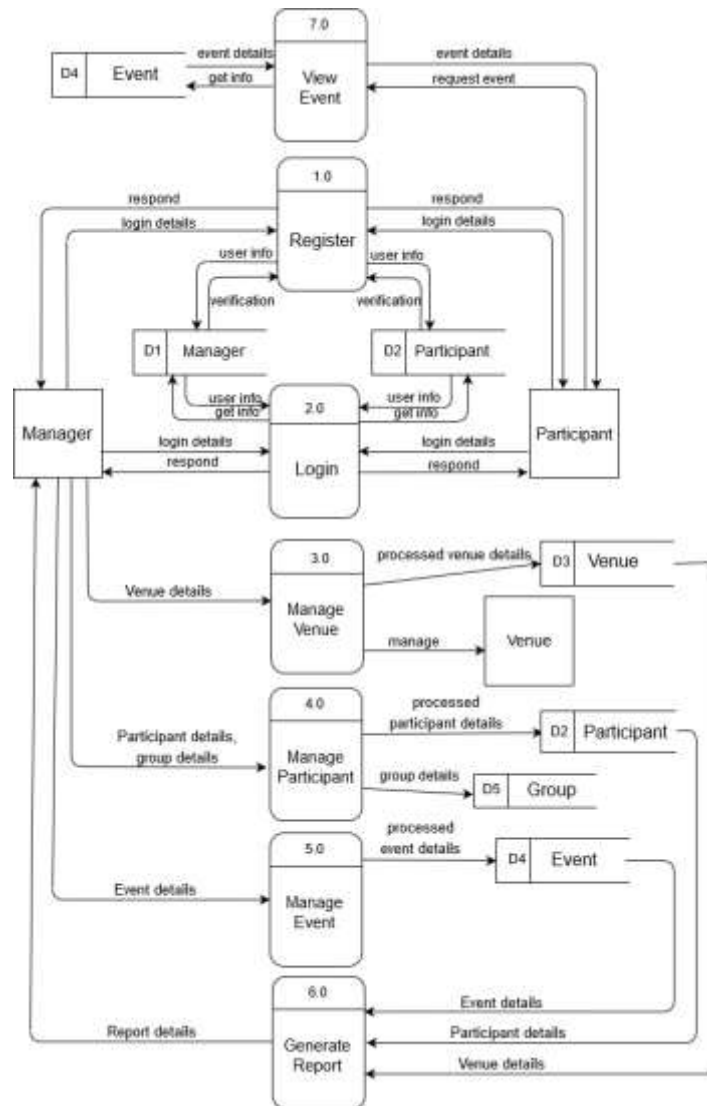 7.0
event details
event details
D4 Event
get info
View
Event
request event
1.0
respond
respond
login details
login details
Register
user info
user info
verification
verification
D1 Manager
D2 Participant
user info
user info
get info
get info
2.0
Manager
Participant
login details
login details
Login
respond
respond
3.0
processed venue details
D3 Venue
Venue details
Manage
Venue
manage
Venue
4.0
processed
participant details
D2 Participant
Participant details,
group details
Manage
Participant
group details
D5 Group
processed
event details
5.0
D4 Event
Event details
Manage
Event
6.0
Event details
Report details
Participant details
Generate
Report
Venue details